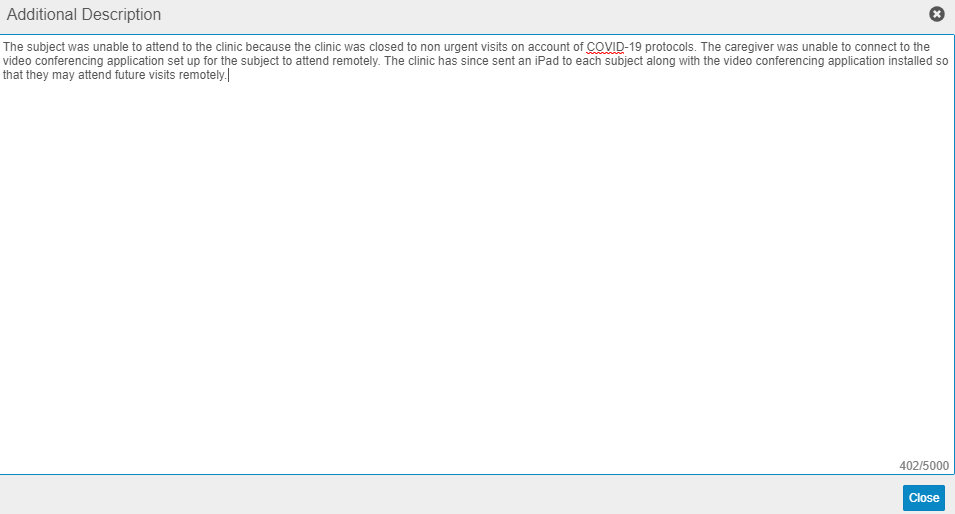 Additional Description
The subject was unable to attend to the clinic because the clinic was closed to non urgent visits on account of COVID-19 protocols. The caregiver was unable to connect to the
video conferencing application set up for the subject to attend remotely. The clinic has since sent an iPad to each subject along with the video conferencing application installed so
that they may attend future visits remotely.
402/5000
Close